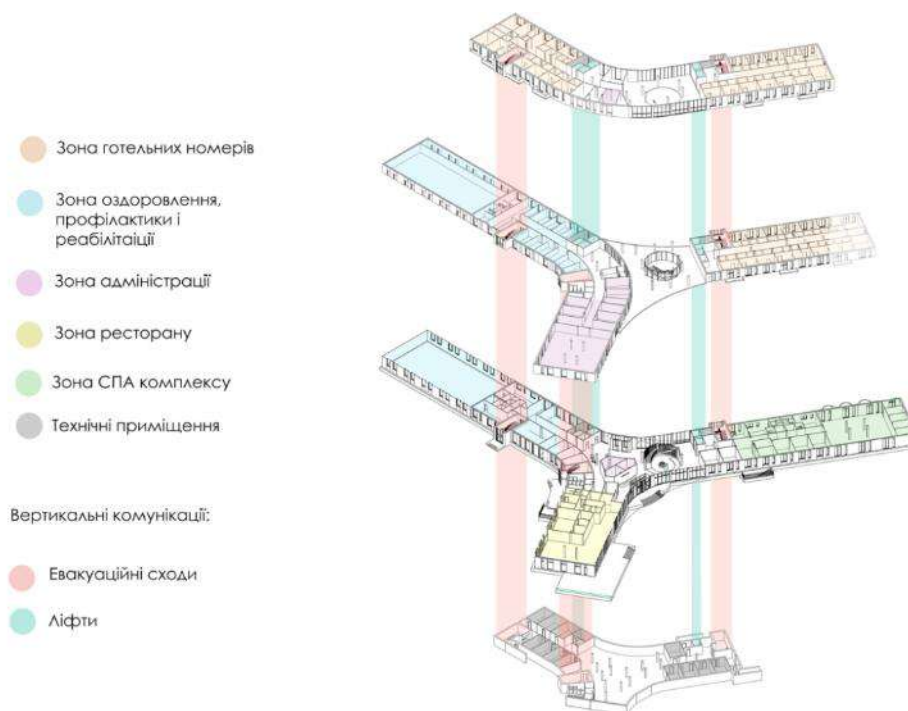 Зона готельних номерів
Зона оздоровлення,
профілактики і
реабілітаіції
Зона адміністрації
Зона ресторану
Зона СПА комплексу
Технічні приміщення
Вертикальні комунікації:
Евакуаційні сходи
Ліфти